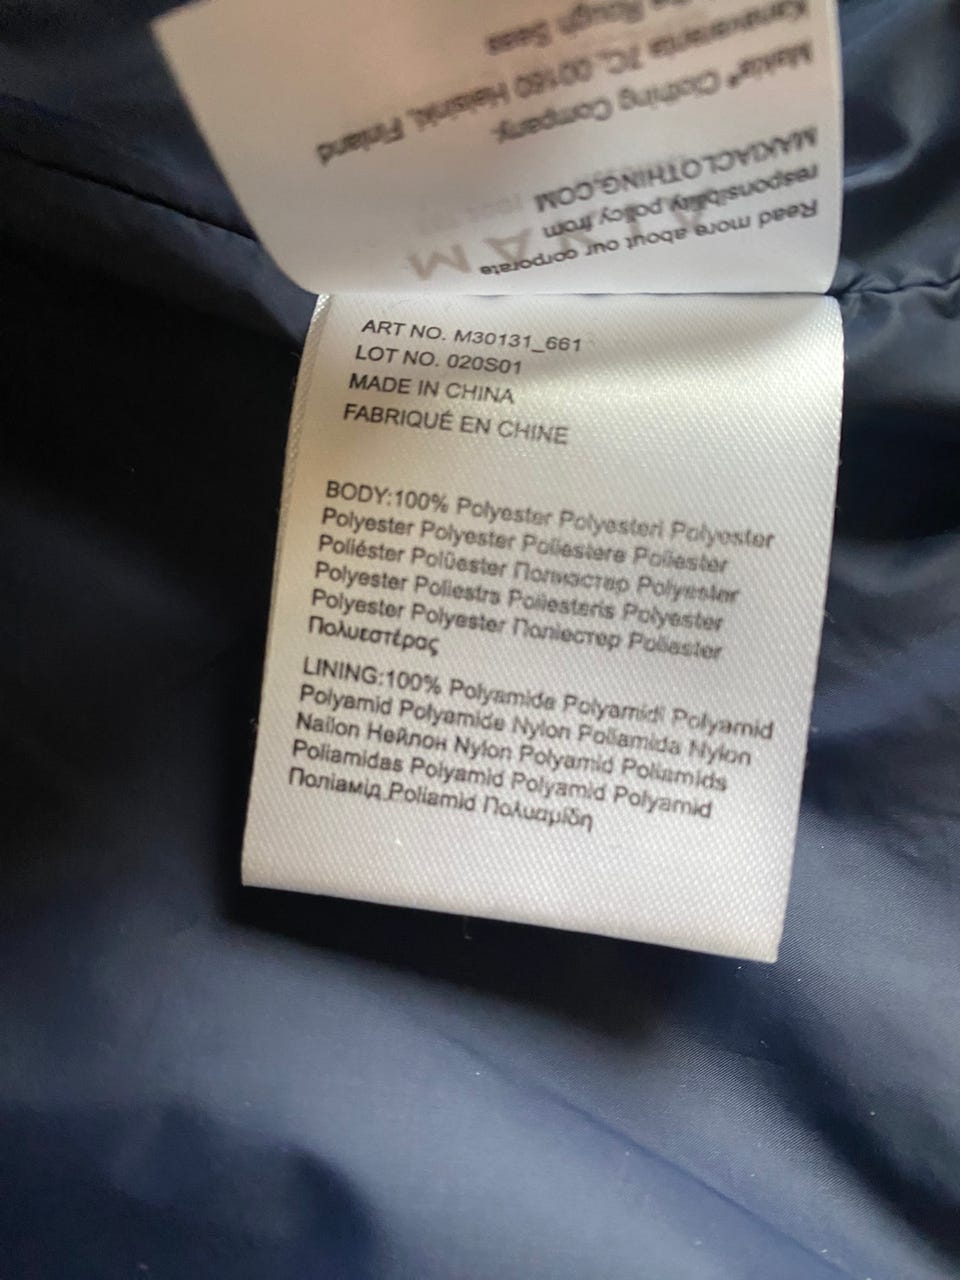 Read more about our corporate
responsibility policy from
MAKIACLOTHING.COM
Makia® Clothing Company.
Kanavaranta 7C, 00160 Helsinki, Finland
Rough Seas
ART NO. M30131_661
LOT NO. 020S01
MADE IN CHINA
FABRIQUÉ EN CHINE
BODY:100% Polyester Polyesteri Polyester
Polyester Polyester Poliestere Poliester
Poliéster Polüester Полиэстер Polyester
Polyester Poliestrs Poliesteris Polyester
Polyester Polyester Поліестер Poliester
Πολυεστέρας
LINING:100% Polyamide Polyamidi Polyamid
Polyamid Polyamide Nylon Poliamida Nylon
Nailon Нейлон Nylon Polyamid Poliamids
Poliamidas Polyamid Polyamid Polyamid
Поліамід Poliamid Πολυαμίδη